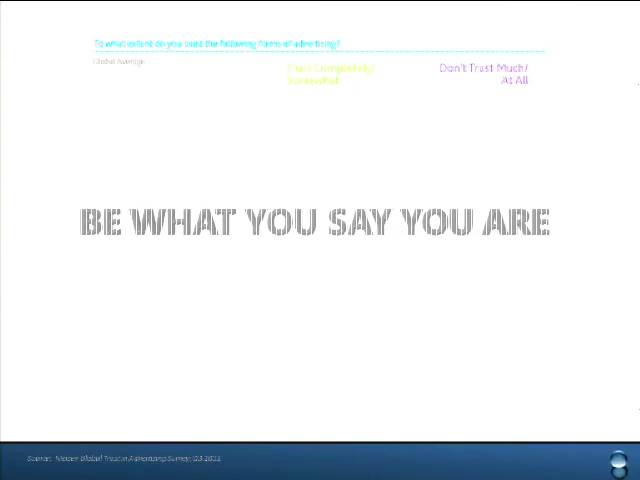 To what extent do you trust the following forms of advertising?
Global Average
Trust Completely/
Somewhat
Don't Trust Much/
At All
BE WHAT YOU SAY YOU ARE
Source: Nielsen Global Trust in Advertising Survey, Q3 2011